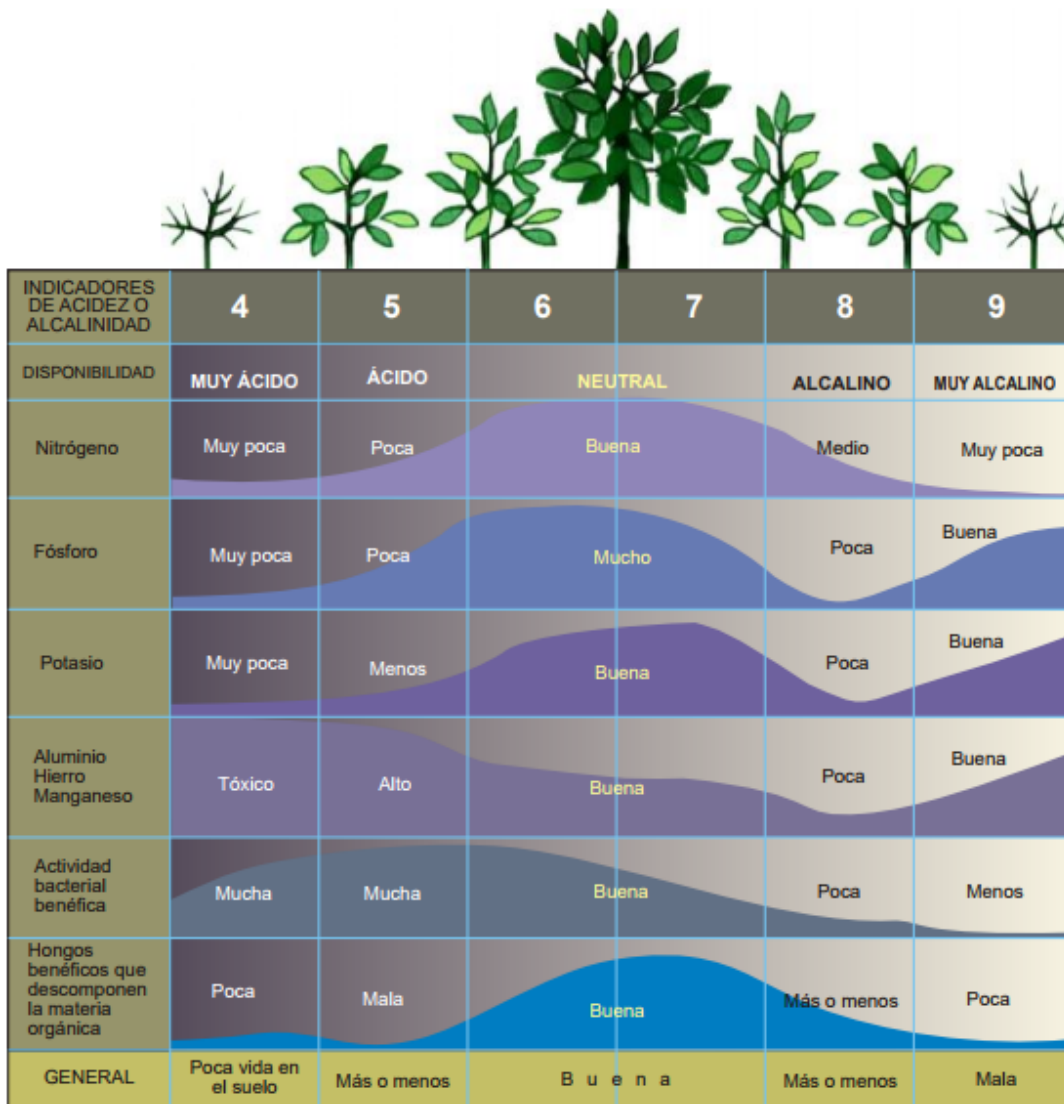 INDICADORES
DE ACIDEZ O
ALCALINIDAD
4 5 6 7 8 9
DISPONIBILIDAD MUY ÁCIDO ÁCIDO NEUTRAL ALCALINO MUY ALCALINO
Nitrógeno Muy poca Poca Buena Medio Muy poca
Fósforo Muy poca Poca Mucho Poca Buena
Potasio Muy poca Menos Buena Poca Buena
Aluminio
Hierro
Manganeso
Tóxico Alto Buena Poca Buena
Actividad
bacterial
benéfica
Mucha Mucha Buena Poca Menos
Hongos
benéficos que
descomponen
la materia
orgánica
Poca Mala Buena Más o menos Poca
GENERAL
Poca vida en
el suelo
Más o menos Buena Más o menos Mala